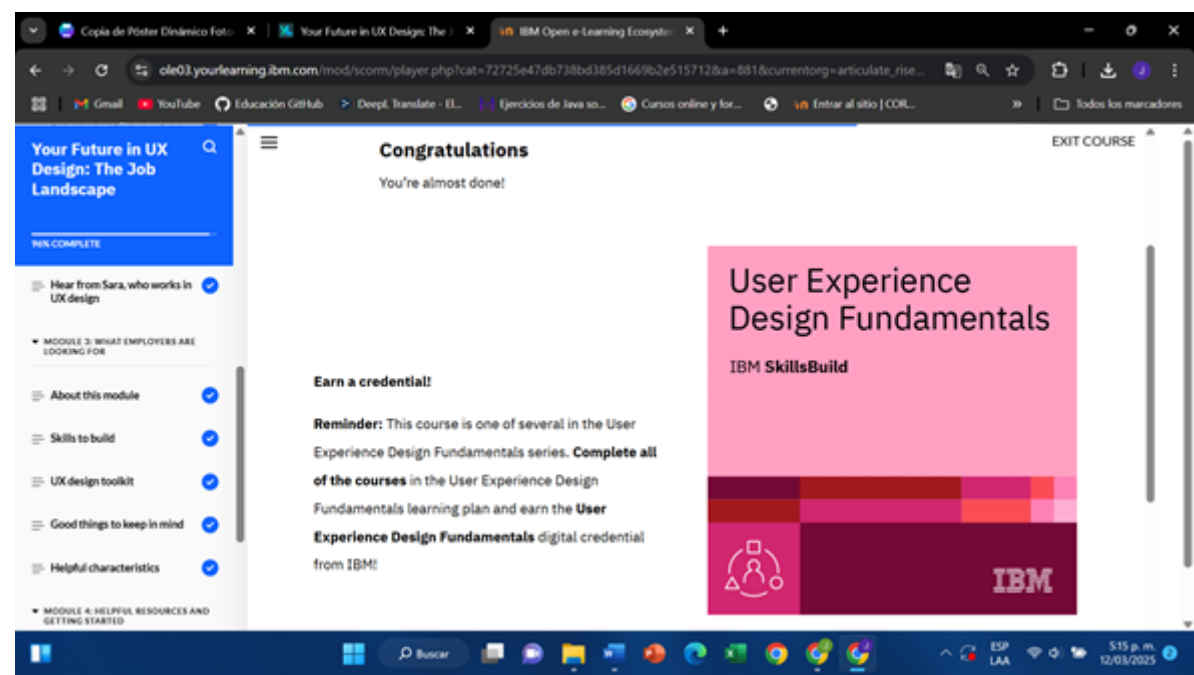 Copia de Póster Dinámico Foto
Your Future in UX Design: The J
IBM Open e-Learning Ecosyste
ole03.yourlearning.ibm.com/mod/scorm/player.php?cat=72725e47db738bd385d1669b2e515712&a=881&currentorg=articulate_rise...
Gmail
YouTube
Educación GitHub
DeepL Translate - El...
Ejercicios de Java so...
Cursos online y for...
Entrar al sitio | COR...
»
Todos los marcadores
Your Future in UX
Design: The Job
Landscape
96% COMPLETE
Hear from Sara, who works in
UX design
MODULE 3: WHAT EMPLOYERS ARE
LOOKING FOR
About this module
Skills to build
UX design toolkit
Good things to keep in mind
Helpful characteristics
MODULE 4: HELPFUL RESOURCES AND
GETTING STARTED
EXIT COURSE
Congratulations
You're almost done!
Earn a credential!
Reminder: This course is one of several in the User
Experience Design Fundamentals series. Complete all
of the courses in the User Experience Design
Fundamentals learning plan and earn the User
Experience Design Fundamentals digital credential
from IBM!
User Experience
Design Fundamentals
IBM SkillsBuild
IBM
Buscar
ESP
LAA
5:15 p. m.
12/03/2025
2